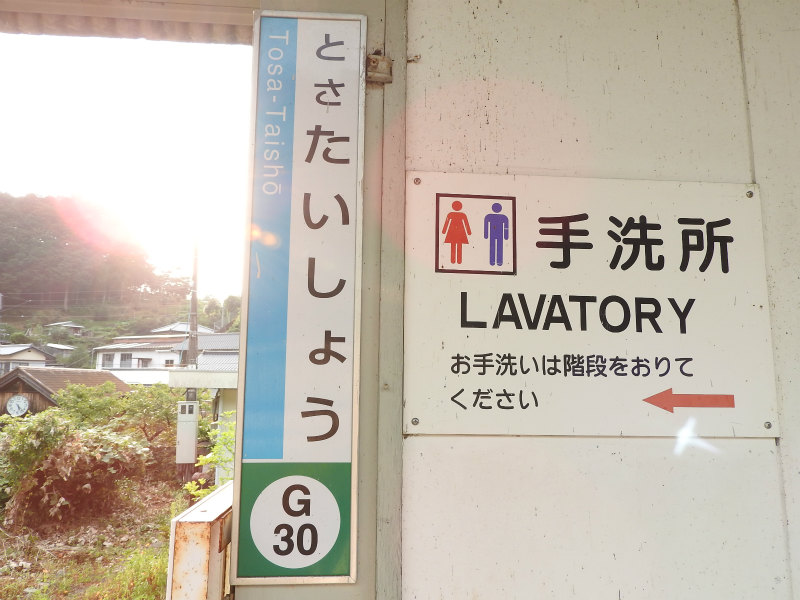 とさたいしょう
Tosa-Taishō
G
30
手洗所
LAVATORY
お手洗いは階段をおりて
ください